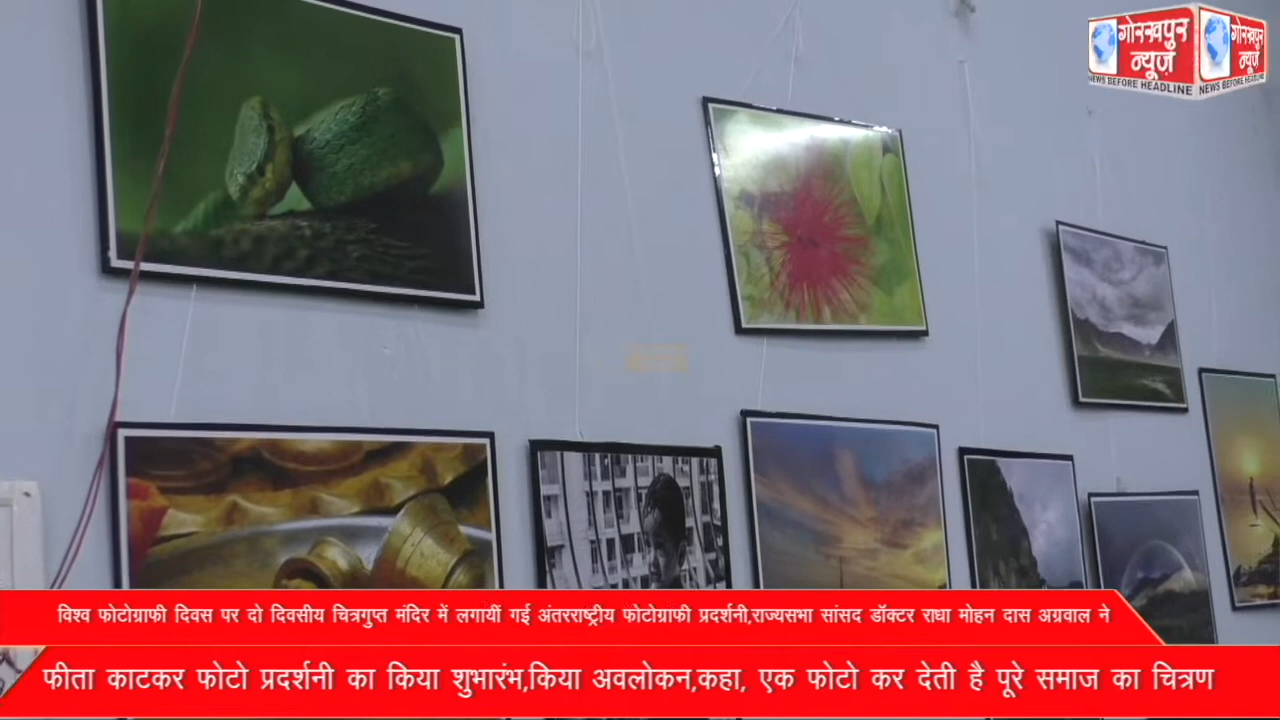 गोरखपुर
न्यूज़
NEWS BEFORE HEADLINE
गोरखपुर
न्यूज़
NEWS BEFORE HEADLINE
विश्व फोटोग्राफी दिवस पर दो दिवसीय चित्रगुप्त मंदिर में लगायीं गई अंतरराष्ट्रीय फोटोग्राफी प्रदर्शनी,राज्यसभा सांसद डॉक्टर राधा मोहन दास अग्रवाल ने
फीता काटकर फोटो प्रदर्शनी का किया शुभारंभ,किया अवलोकन,कहा, एक फोटो कर देती है पूरे समाज का चित्रण